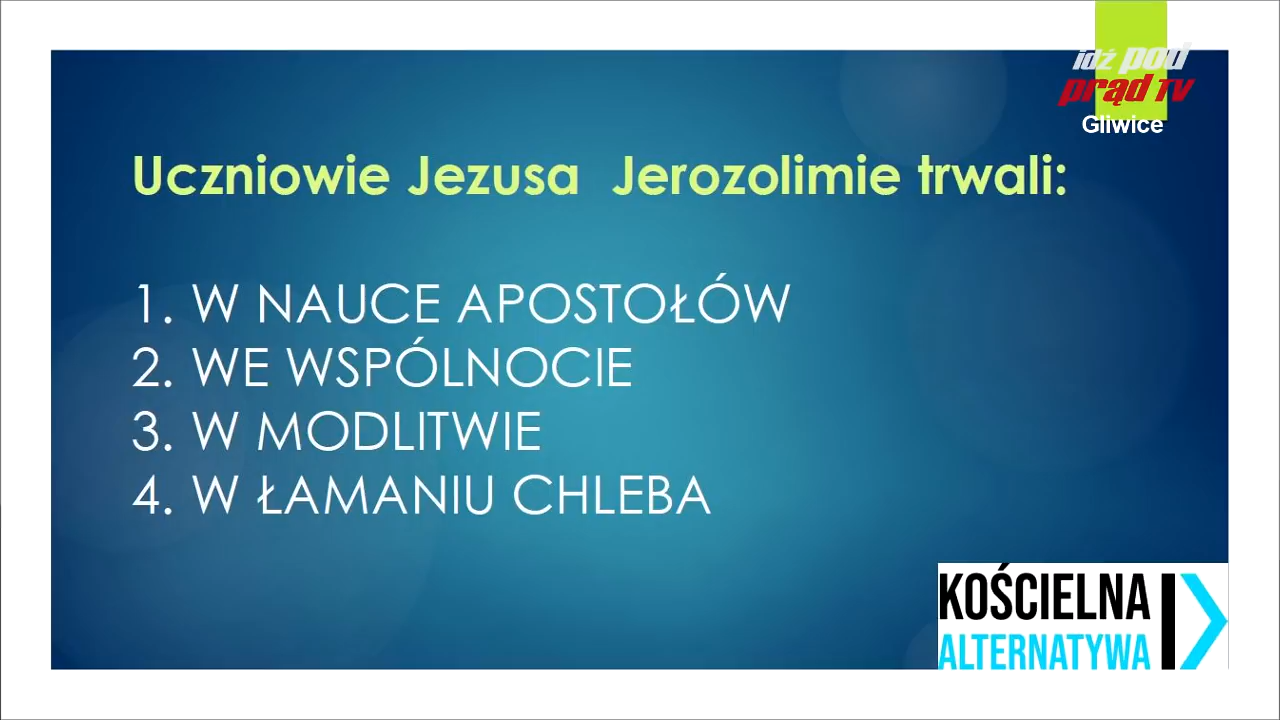 idź pod
prąd TV
Gliwice
Uczniowie Jezusa  Jerozolimie trwali:
1. W NAUCE APOSTOŁÓW
2. WE WSPÓLNOCIE
3. W MODLITWIE
4. W ŁAMANIU CHLEBA
KOŚCIELNA
ALTERNATYWA